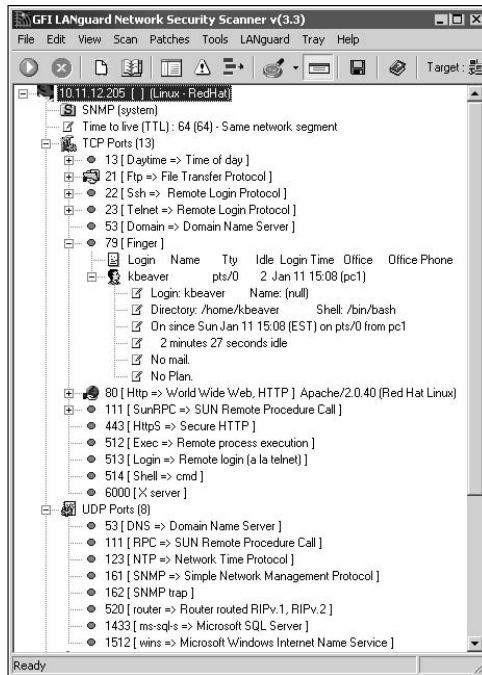 GFI LANguard Network Security Scanner v(3.3)
File Edit View Scan Patches Tools LANguard Tray Help
Target :
10.11.12.205 [ ] (Linux - RedHat)
SNMP (system)
Time to live (TTL) : 64 (64) - Same network segment
TCP Ports (13)
13 [ Daytime => Time of day ]
21 [ Ftp => File Transfer Protocol ]
22 [ Ssh => Remote Login Protocol ]
23 [ Telnet => Remote Login Protocol ]
53 [ Domain => Domain Name Server ]
79 [ Finger ]
Login Name Tty Idle Login Time Office Office Phone
kbeaver pts/0 2 Jan 11 15:08 (pc1)
Login: kbeaver Name: (null)
Directory: /home/kbeaver Shell: /bin/bash
On since Sun Jan 11 15:08 (EST) on pts/0 from pc1
2 minutes 27 seconds idle
No mail.
No Plan.
80 [ Http => World Wide Web, HTTP ] Apache/2.0.40 (Red Hat Linux)
111 [ SunRPC => SUN Remote Procedure Call ]
443 [ HttpS => Secure HTTP ]
512 [ Exec => Remote process execution ]
513 [ Login => Remote login (a la telnet) ]
514 [ Shell => cmd ]
6000 [ X server ]
UDP Ports (8)
53 [ DNS => Domain Name Server ]
111 [ RPC => SUN Remote Procedure Call ]
123 [ NTP => Network Time Protocol ]
161 [ SNMP => Simple Network Management Protocol ]
162 [ SNMP trap ]
520 [ router => Router routed RIPv.1, RIPv.2 ]
1433 [ ms-sql-s => Microsoft SQL Server ]
1512 [ wins => Microsoft Windows Internet Name Service ]
Ready